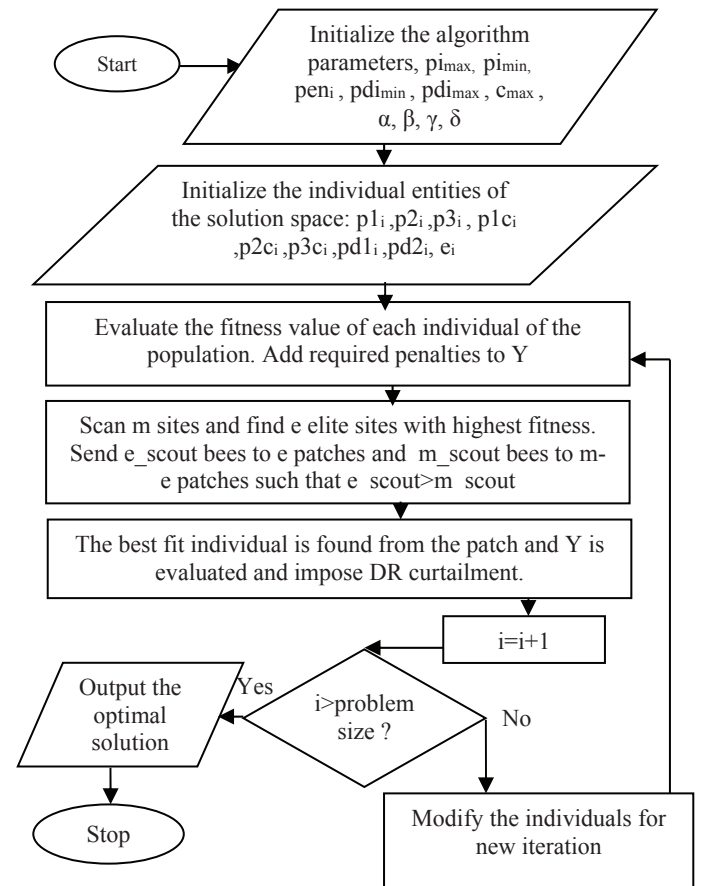 Start
Initialize the algorithm
parameters, pimax, pimin,
peni , pdimin , pdimax , cmax ,
α, β, γ, δ
Initialize the individual entities of
the solution space: p1i ,p2i ,p3i , p1ci
,p2ci ,p3ci ,pd1i ,pd2i, ei
Evaluate the fitness value of each individual of the
population. Add required penalties to Y
Scan m sites and find e elite sites with highest fitness.
Send e_scout bees to e patches and m_scout bees to m-
e patches such that e scout>m scout
The best fit individual is found from the patch and Y is
evaluated and impose DR curtailment.
i=i+1
i>problem
size ?
Yes
No
Output the
optimal
solution
Stop
Modify the individuals for
new iteration